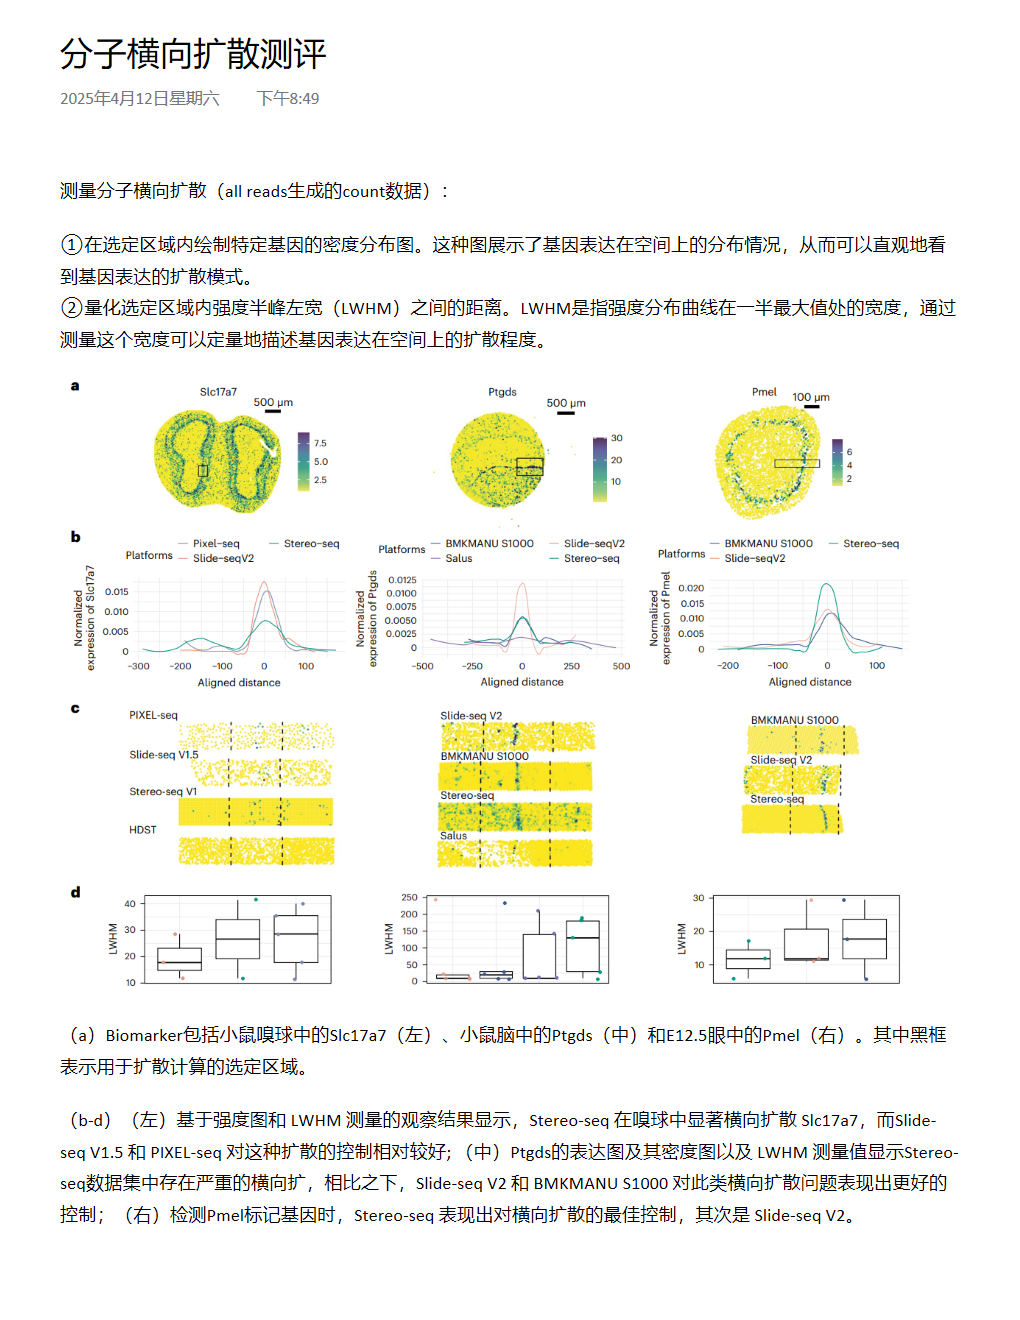 分子横向扩散测评
2025年4月12日星期六 下午8:49
测量分子横向扩散（all reads生成的count数据）：
①在选定区域内绘制特定基因的密度分布图。这种图展示了基因表达在空间上的分布情况，从而可以直观地看
到基因表达的扩散模式。
②量化选定区域内强度半峰左宽（LWHM）之间的距离。LWHM是指强度分布曲线在一半最大值处的宽度，通过
测量这个宽度可以定量地描述基因表达在空间上的扩散程度。
a
Slc17a7
500 μm
7.5
5.0
2.5
Ptgds
500 μm
30
20
10
Pmel
100 μm
6
4
2
b
Platforms
Pixel-seq
Stereo-seq
Slide-seqV2
Normalized
expression of Slc17a7
0.015
0.010
0.005
0
-300 -200 -100 0 100
Aligned distance
Platforms
BMKMANU S1000
Slide-seqV2
Salus
Stereo-seq
Normalized
expression of Ptgds
0.0125
0.0100
0.0075
0.0050
0.0025
0
-500 -250 0 250 500
Aligned distance
Platforms
BMKMANU S1000
Stereo-seq
Slide-seqV2
Normalized
expression of Pmel
0.020
0.015
0.010
0.005
0
-200 -100 0 100
Aligned distance
c
PIXEL-seq
Slide-seq V1.5
Stereo-seq V1
HDST
Slide-seq V2
BMKMANU S1000
Stereo-seq
Salus
BMKMANU S1000
Slide-seq V2
Stereo-seq
d
LWHM
40
30
20
10
LWHM
250
200
150
100
50
0
LWHM
30
20
10
（a）Biomarker包括小鼠嗅球中的Slc17a7（左）、小鼠脑中的Ptgds（中）和E12.5眼中的Pmel（右）。其中黑框
表示用于扩散计算的选定区域。
（b-d）（左）基于强度图和 LWHM 测量的观察结果显示，Stereo-seq 在嗅球中显著横向扩散 Slc17a7，而Slide-
seq V1.5 和 PIXEL-seq 对这种扩散的控制相对较好；（中）Ptgds的表达图及其密度图以及 LWHM 测量值显示Stereo-
seq数据集中存在严重的横向扩，相比之下，Slide-seq V2 和 BMKMANU S1000 对此类横向扩散问题表现出更好的
控制；（右）检测Pmel标记基因时，Stereo-seq 表现出对横向扩散的最佳控制，其次是 Slide-seq V2。